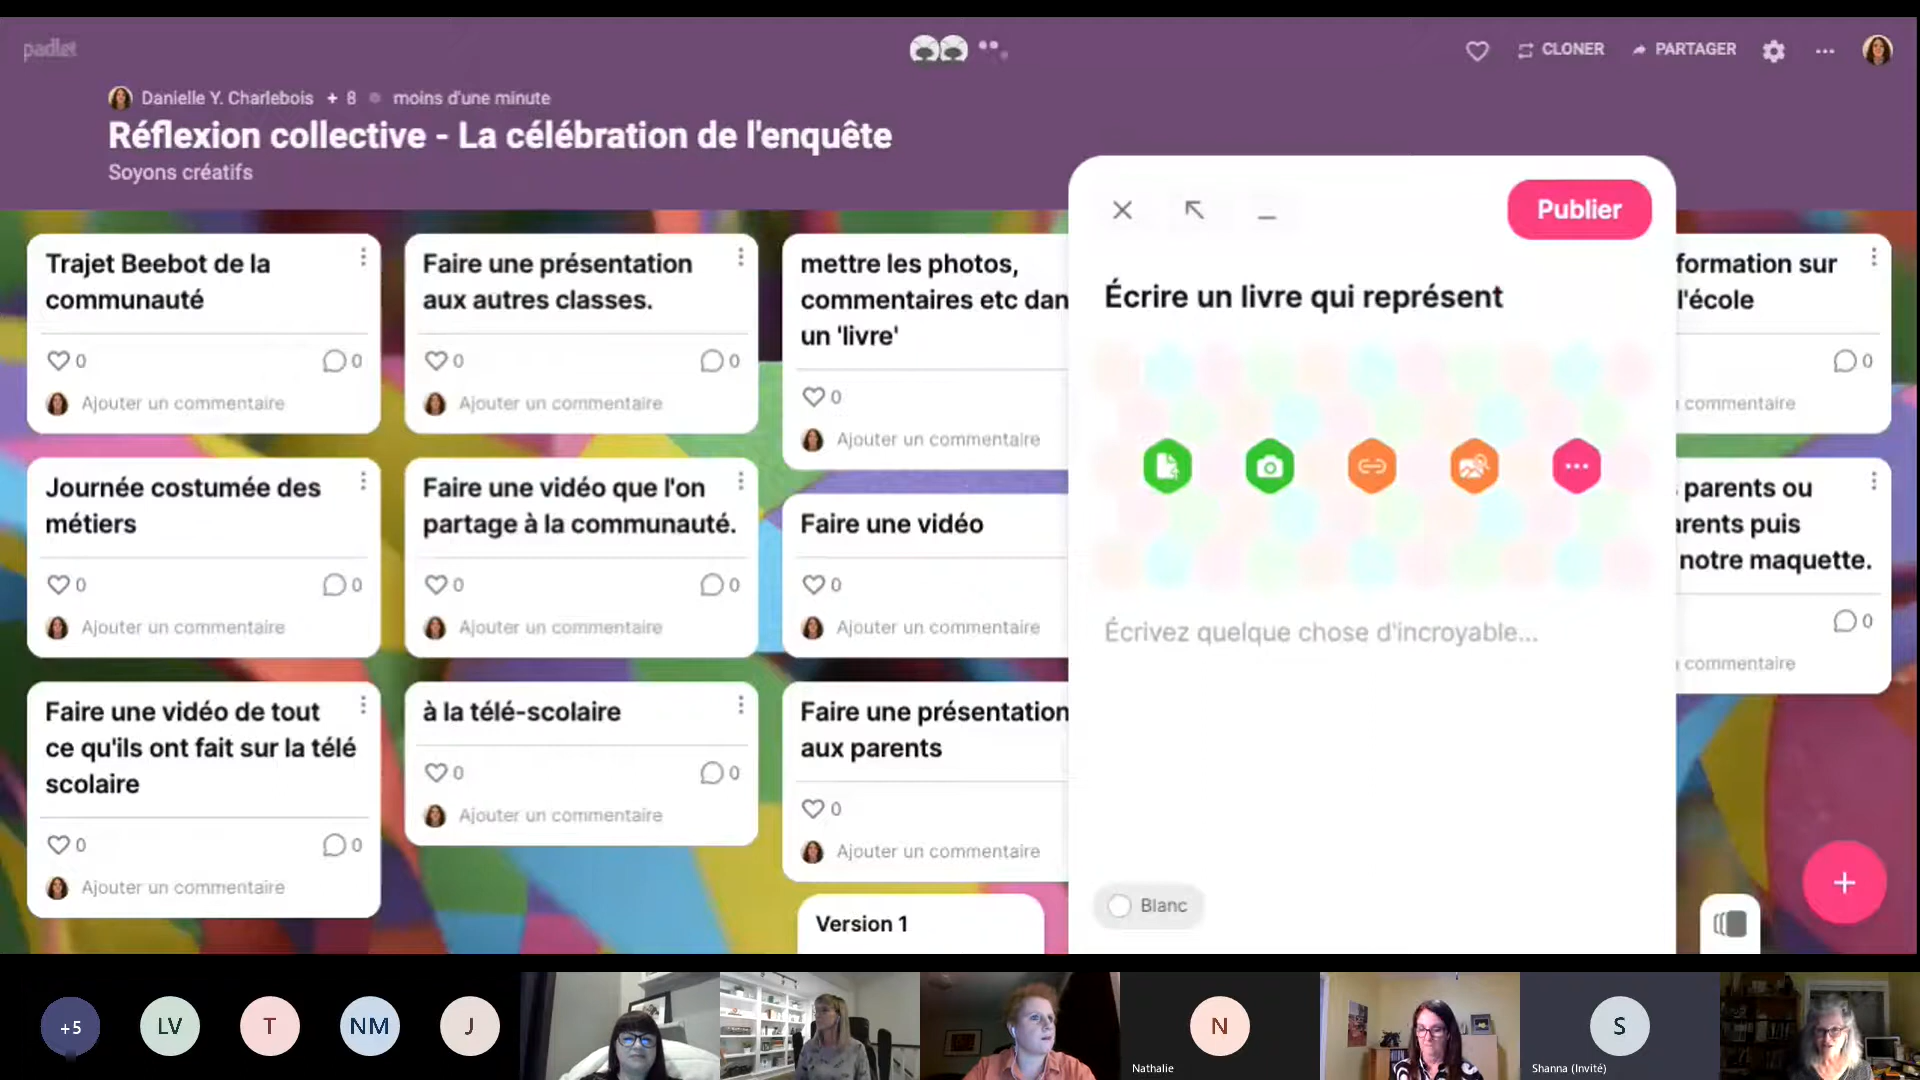 padlet
CLONER
PARTAGER
Danielle Y. Charlebois + 8
moins d'une minute
Réflexion collective - La célébration de l'enquête
Soyons créatifs
Trajet Beebot de la
communauté
0
0
Ajouter un commentaire
Journée costumée des
métiers
0
0
Ajouter un commentaire
Faire une vidéo de tout
ce qu'ils ont fait sur la télé
scolaire
0
0
Ajouter un commentaire
Faire une présentation
aux autres classes.
0
0
Ajouter un commentaire
Faire une vidéo que l'on
partage à la communauté.
0
0
Ajouter un commentaire
à la télé-scolaire
0
0
Ajouter un commentaire
mettre les photos,
commentaires etc dan
un 'livre'
0
Ajouter un commentaire
Faire une vidéo
0
Ajouter un commentaire
Faire une présentation
aux parents
0
Ajouter un commentaire
Version 1
Publier
Écrire un livre qui représent
Écrivez quelque chose d'incroyable...
Blanc
formation sur
l'école
0
commentaire
parents ou
arents puis
notre maquette.
0
commentaire
+5
LV
T
NM
J
N
Nathalie
S
Shanna (Invité)